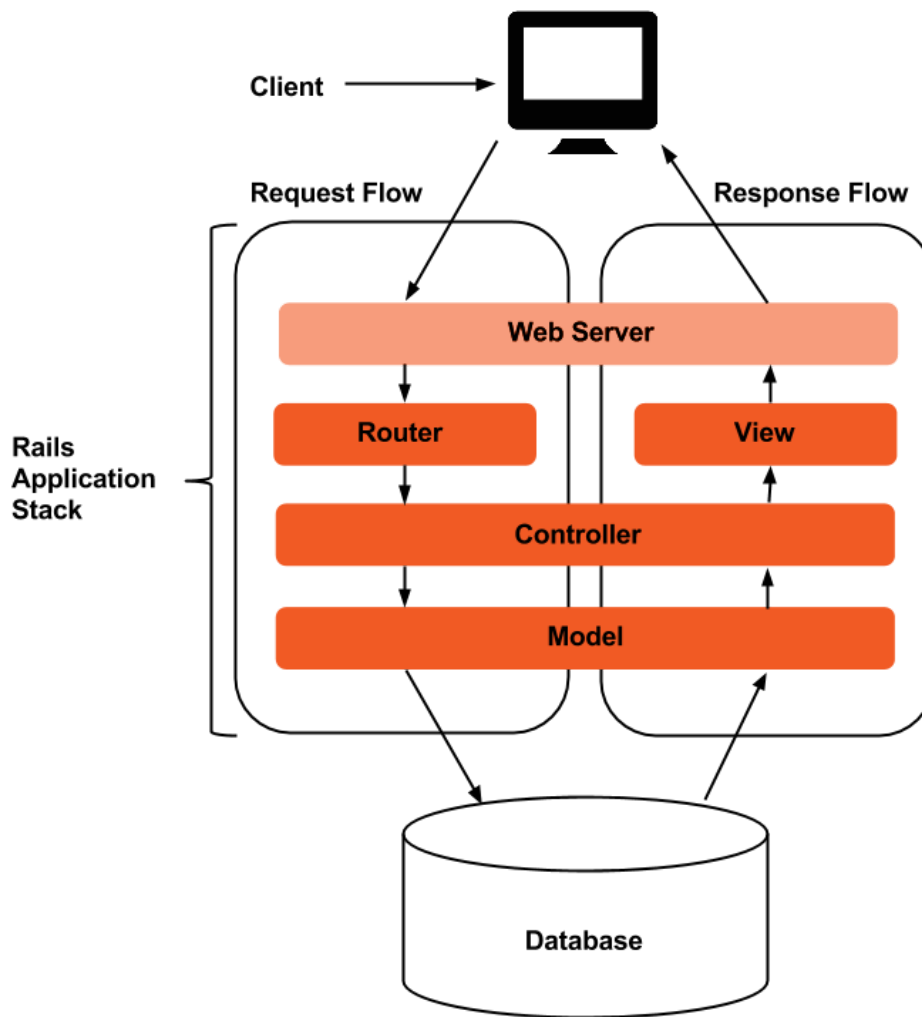 Client
Request Flow
Response Flow
Web Server
Router
View
Rails
Application
Stack
Controller
Model
Database